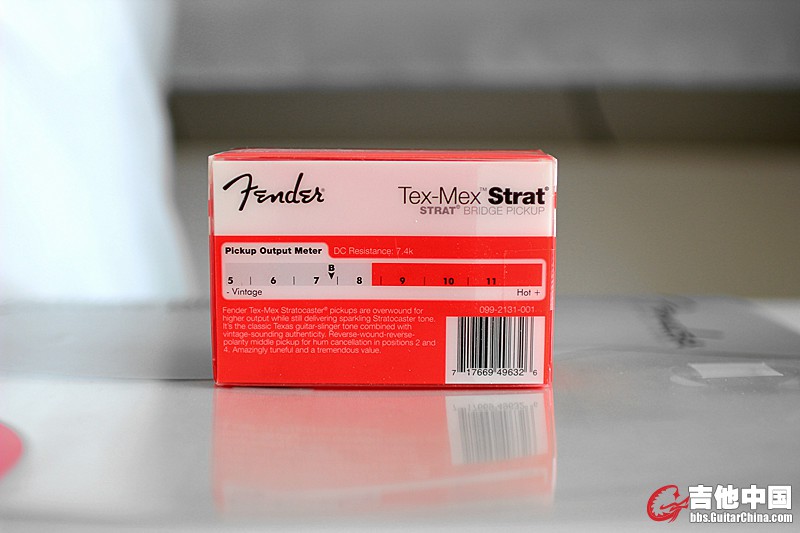 Fender®
Tex-Mex™ Strat®
STRAT® BRIDGE PICKUP
Pickup Output Meter DC Resistance: 7.4k
B
5 6 7 8 9 10 11
- Vintage Hot +
Fender Tex-Mex Stratocaster® pickups are overwound for
higher output while still delivering sparkling Stratocaster tone.
It's the classic Texas guitar-slinger tone combined with
vintage-sounding authenticity. Reverse-wound-reverse-
polarity middle pickup for hum cancellation in positions 2 and
4. Amazingly tuneful and a tremendous value.
099-2131-001
7 17669 49632 6
吉他中国
bbs.GuitarChina.com